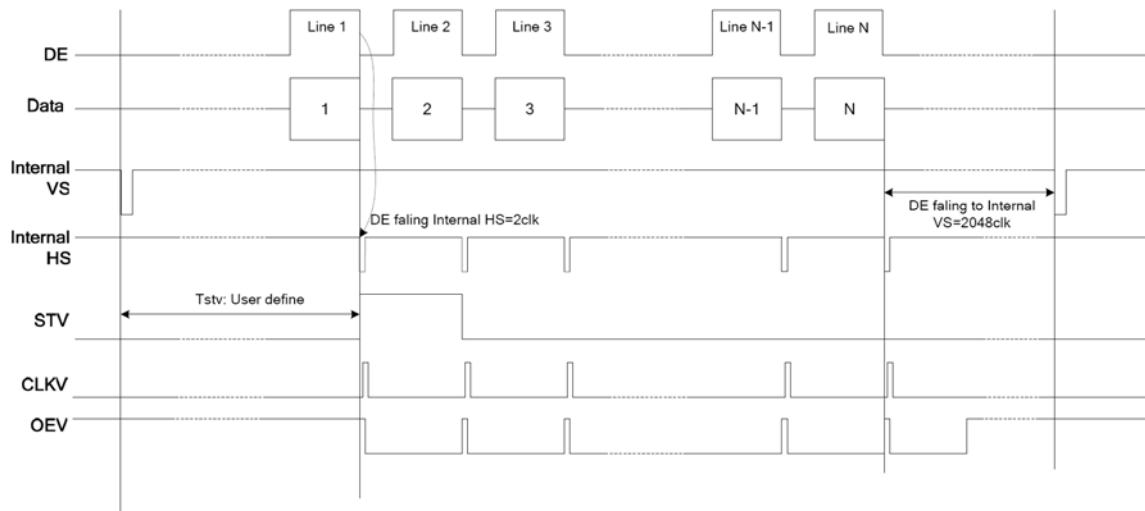 Line 1
Line 2
Line 3
Line N-1
Line N
DE
Data
1
2
3
N-1
N
Internal
VS
DE faling to Internal
VS=2048clk
DE faling Internal HS=2clk
Internal
HS
Tstv: User define
STV
CLKV
OEV